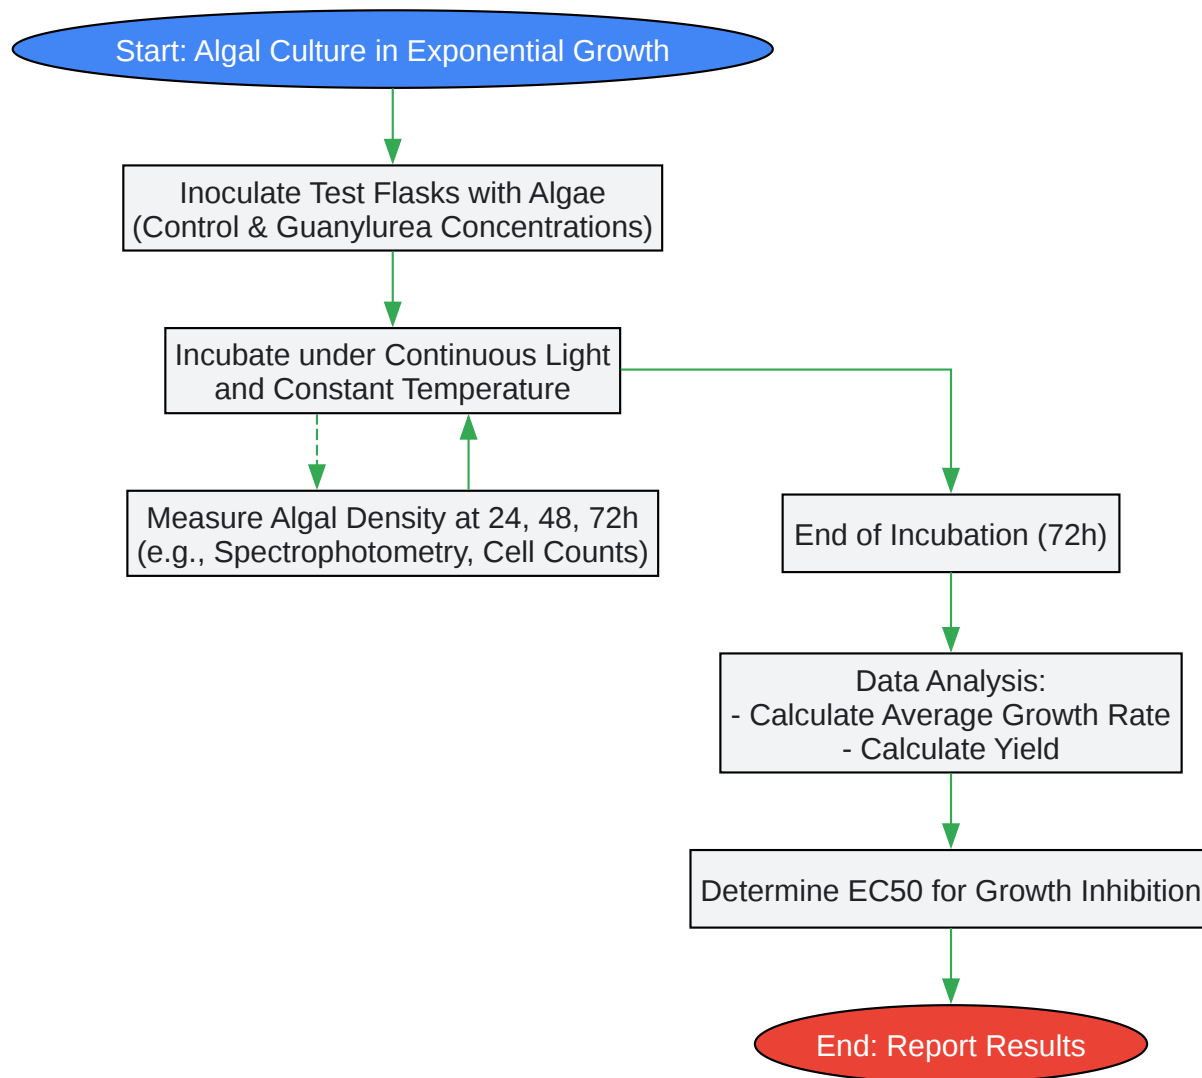 Start: Algal Culture in Exponential Growth
Inoculate Test Flasks with Algae
(Control & Guanylurea Concentrations)
Incubate under Continuous Light
and Constant Temperature
Measure Algal Density at 24, 48, 72h
(e.g., Spectrophotometry, Cell Counts)
End of Incubation (72h)
Data Analysis:
- Calculate Average Growth Rate
- Calculate Yield
Determine EC50 for Growth Inhibition
End: Report Results